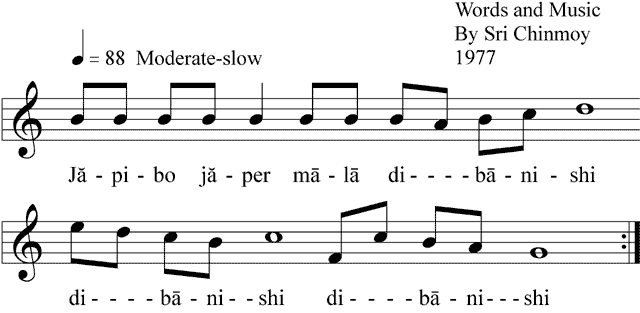 Words and Music
By Sri Chinmoy
= 88 Moderate-slow
1977
Jă - pi - bo jă - per mā - lā di - - - - bā - ni - shi
di - - - - bā - ni - - shi di - - - - bā - ni - - - shi